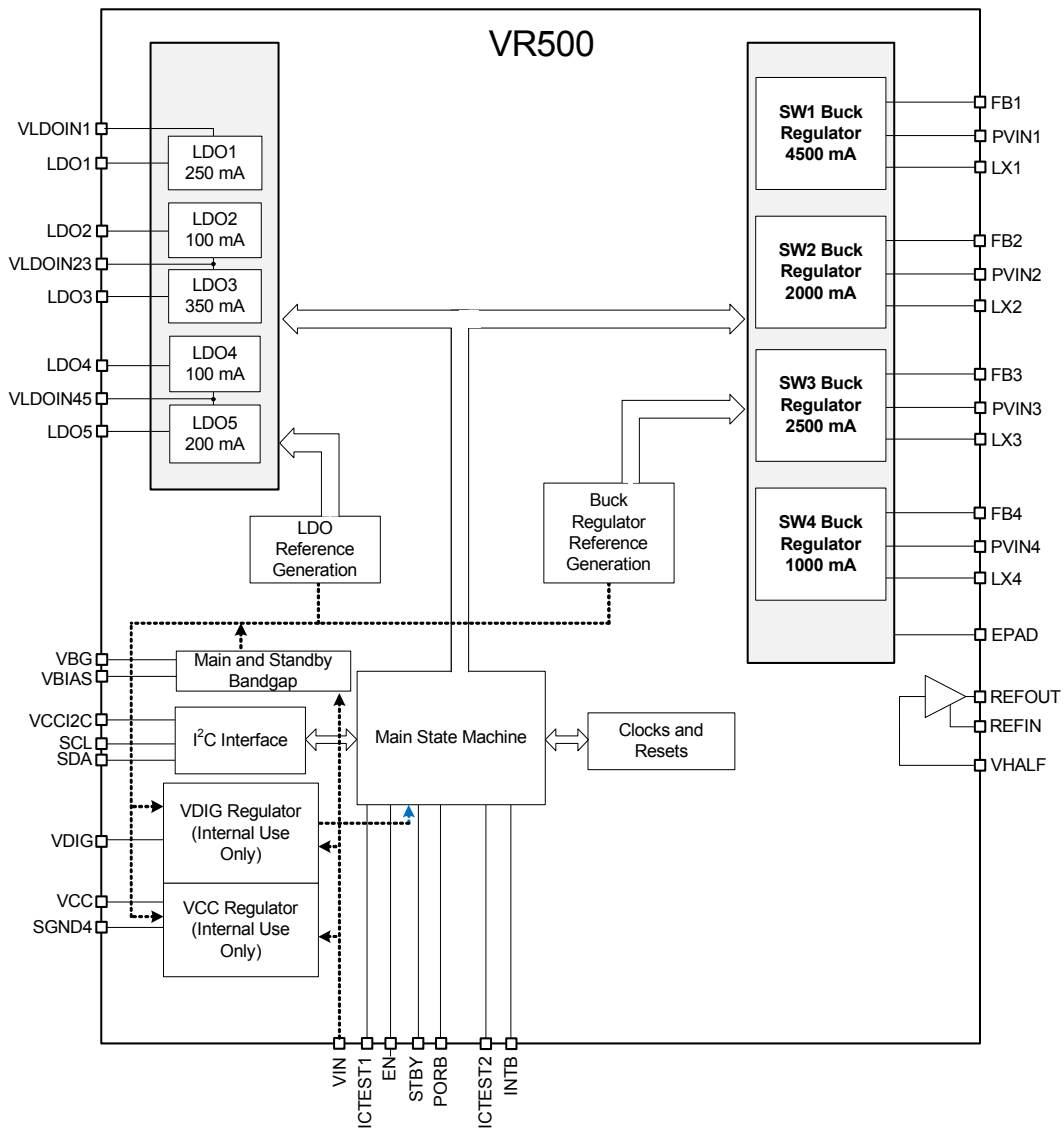 VR500
VLDOIN1
LDO1
LDO2
VLDOIN23
LDO3
LDO4
VLDOIN45
LDO5
LDO1
250 mA
LDO2
100 mA
LDO3
350 mA
LDO4
100 mA
LDO5
200 mA
SW1 Buck
Regulator
4500 mA
SW2 Buck
Regulator
2000 mA
SW3 Buck
Regulator
2500 mA
SW4 Buck
Regulator
1000 mA
FB1
PVIN1
LX1
FB2
PVIN2
LX2
FB3
PVIN3
LX3
FB4
PVIN4
LX4
EPAD
REFOUT
REFIN
VHALF
LDO
Reference
Generation
Buck
Regulator
Reference
Generation
VBG
VBIAS
VCCI2C
SCL
SDA
VDIG
VCC
SGND4
Main and Standby
Bandgap
I2C Interface
Main State Machine
Clocks and
Resets
VDIG Regulator
(Internal Use
Only)
VCC Regulator
(Internal Use
Only)
VIN
ICTEST1
EN
STBY
PORB
ICTEST2
INTB